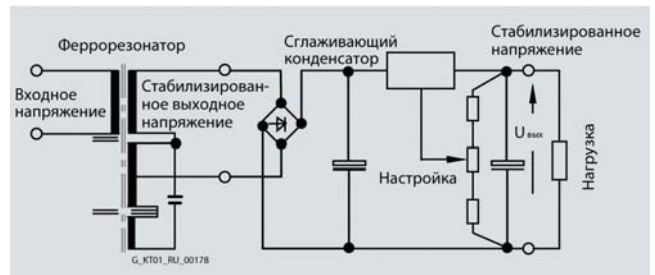 Феррорезонатор
Входное
напряжение
Стабилизирован-
ное выходное
напряжение
Сглаживающий
конденсатор
Настройка
Стабилизированное
напряжение
U вых
Нагрузка
G_KT01_RU_00178